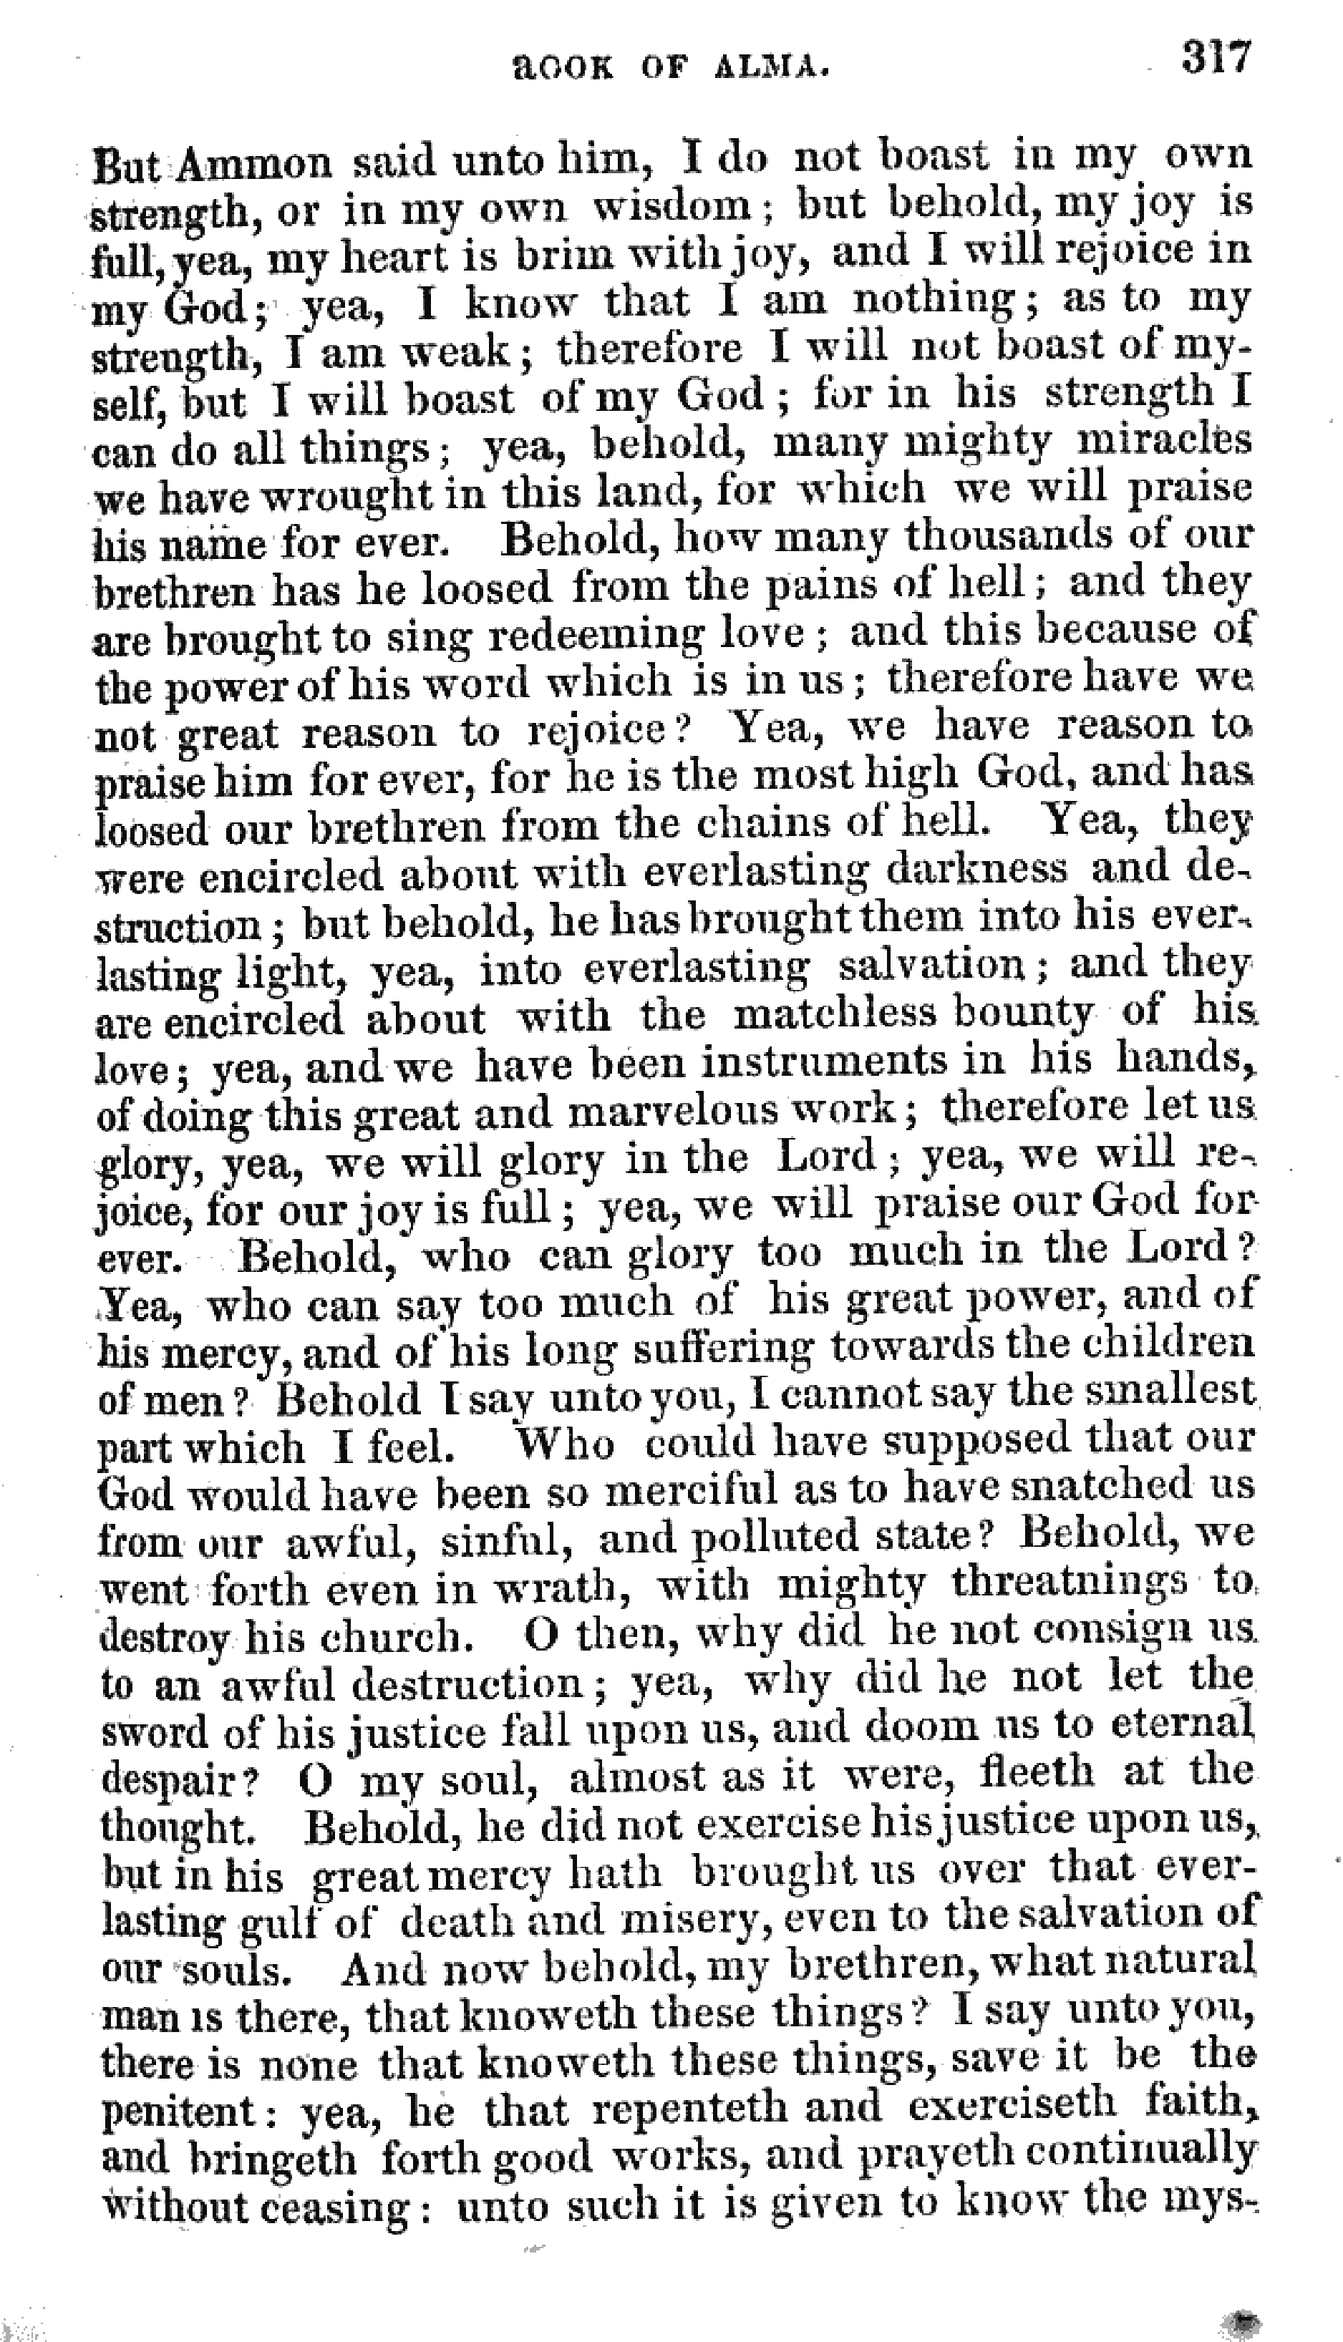 BOOK OF ALMA. 317
But Ammon said unto him, I do not boast in my own
strength, or in my own wisdom; but behold, my joy is
full, yea, my heart is brim with joy, and I will rejoice in
my God; yea, I know that I am nothing; as to my
strength, I am weak; therefore I will not boast of my-
self, but I will boast of my God; for in his strength I
can do all things; yea, behold, many mighty miracles
we have wrought in this land, for which we will praise
his name for ever. Behold, how many thousands of our
brethren has he loosed from the pains of hell; and they
are brought to sing redeeming love; and this because of
the power of his word which is in us; therefore have we
not great reason to rejoice? Yea, we have reason to
praise him for ever, for he is the most high God, and has
loosed our brethren from the chains of hell. Yea, they
were encircled about with everlasting darkness and de-
struction; but behold, he has brought them into his ever-
lasting light, yea, into everlasting salvation; and they
are encircled about with the matchless bounty of his
love; yea, and we have been instruments in his hands,
of doing this great and marvelous work; therefore let us
glory, yea, we will glory in the Lord; yea, we will re-
joice, for our joy is full; yea, we will praise our God for
ever. Behold, who can glory too much in the Lord?
Yea, who can say too much of his great power, and of
his mercy, and of his long suffering towards the children
of men? Behold I say unto you, I cannot say the smallest
part which I feel. Who could have supposed that our
God would have been so merciful as to have snatched us
from our awful, sinful, and polluted state? Behold, we
went forth even in wrath, with mighty threatnings to
destroy his church. O then, why did he not consign us
to an awful destruction; yea, why did he not let the
sword of his justice fall upon us, and doom us to eternal
despair? O my soul, almost as it were, fleeth at the
thought. Behold, he did not exercise his justice upon us,
but in his great mercy hath brought us over that ever-
lasting gulf of death and misery, even to the salvation of
our souls. And now behold, my brethren, what natural
man is there, that knoweth these things? I say unto you,
there is none that knoweth these things, save it be the
penitent: yea, he that repenteth and exerciseth faith,
and bringeth forth good works, and prayeth continually
without ceasing: unto such it is given to know the mys-